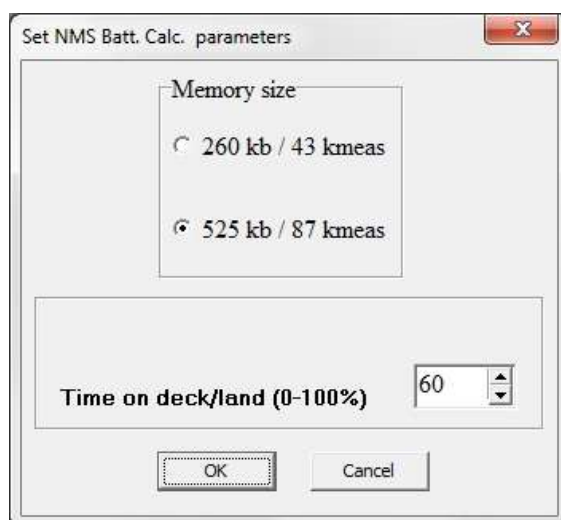 Set NMS Batt. Calc. parameters
Memory size
260 kb / 43 kmeas
525 kb / 87 kmeas
Time on deck/land (0-100%)
60
OK
Cancel